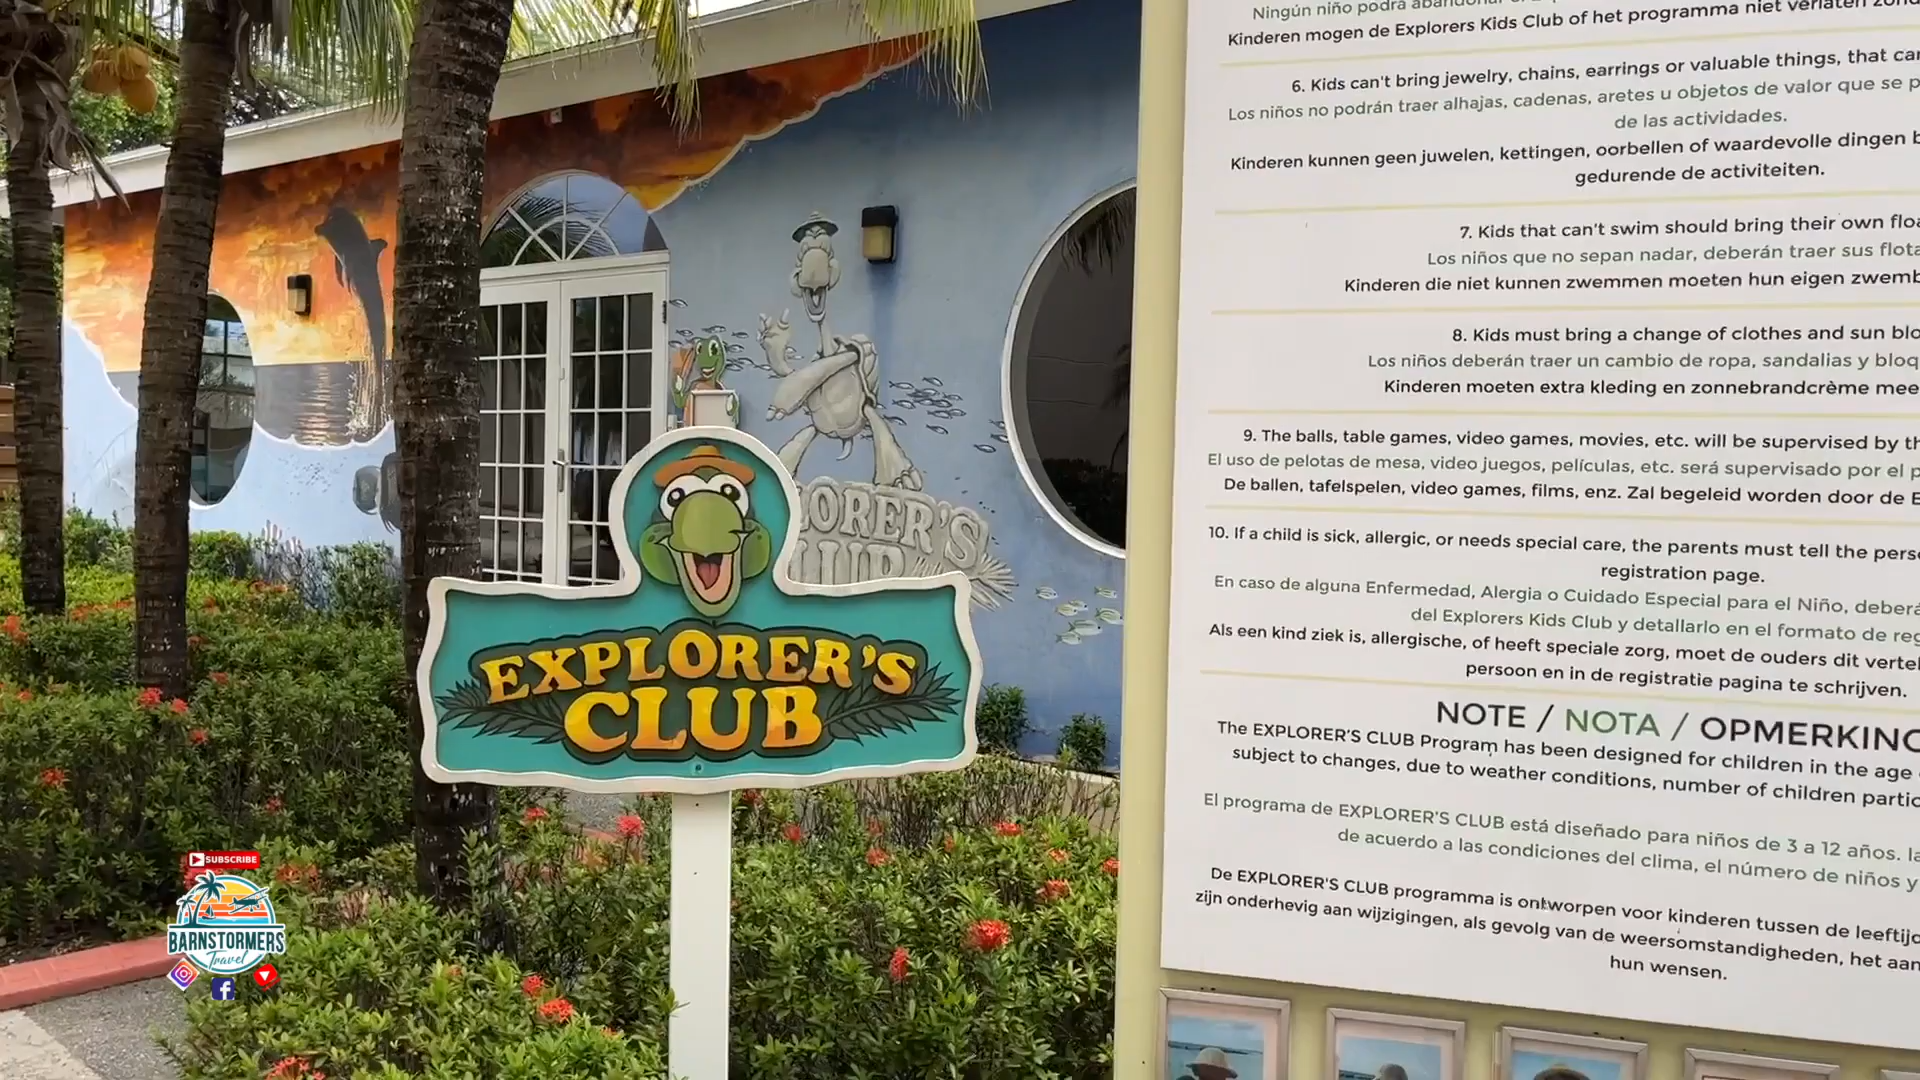 EXPLORER'S
CLUB
LORER'S
CLUB
SUBSCRIBE
BARNSTORMERS
Travel
Ningún niño podrá abandonar
Kinderen mogen de Explorers Kids Club of het programma niet verlaten
6. Kids can't bring jewelry, chains, earrings or valuable things, that
Los niños no podrán traer alhajas, cadenas, aretes u objetos de valor que se
de las actividades.
Kinderen kunnen geen juwelen, kettingen, oorbellen of waardevolle dingen
gedurende de activiteiten.
7. Kids that can't swim should bring their own
Los niños que no sepan nadar, deberán traer sus
Kinderen die niet kunnen zwemmen moeten hun eigen
8. Kids must bring a change of clothes and sun
Los niños deberán traer un cambio de ropa, sandalias y
Kinderen moeten extra kleding en zonnebrandcrème
9. The balls, table games, video games, movies, etc. will be supervised by
El uso de pelotas de mesa, video juegos, películas, etc. será supervisado por el
De ballen, tafelspelen, video games, films, enz. Zal begeleid worden door de
10. If a child is sick, allergic, or needs special care, the parents must tell the
registration page.
En caso de alguna Enfermedad, Alergia o Cuidado Especial para el Niño,
del Explorers Kids Club y detallarlo en el formato de
Als een kind ziek is, allergische, of heeft speciale zorg, moet de ouders dit
persoon en in de registratie pagina te schrijven.
NOTE / NOTA / OPMERKING
The EXPLORER'S CLUB Program has been designed for children in the age
subject to changes, due to weather conditions, number of children
El programa de EXPLORER'S CLUB está diseñado para niños de 3 a 12 años.
de acuerdo a las condiciones del clima, el número de niños y
De EXPLORER'S CLUB programma is ontworpen voor kinderen tussen de
zijn onderhevig aan wijzigingen, als gevolg van de weersomstandigheden, het
hun wensen.